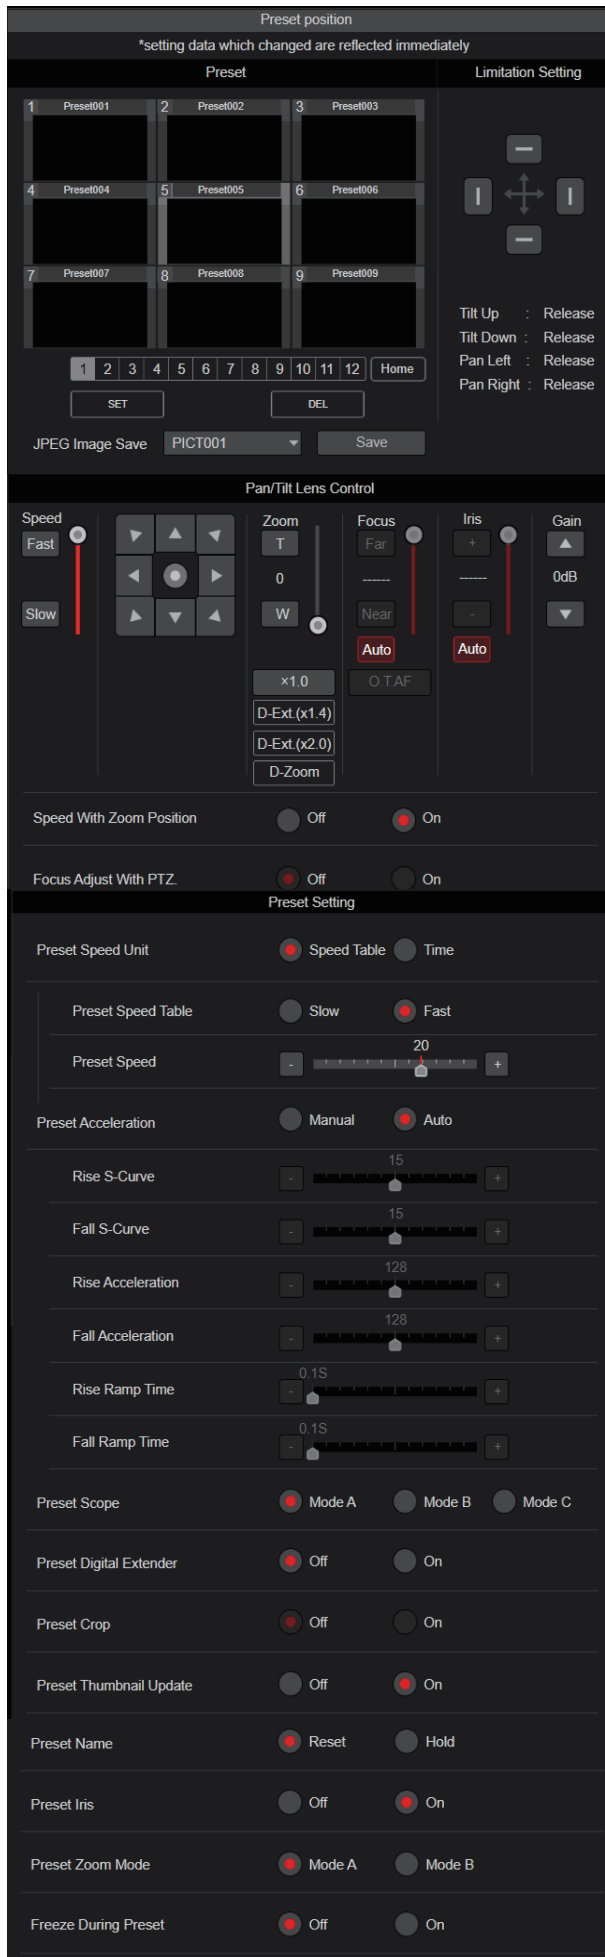 Preset position
*setting data which changed are reflected immediately
Preset
Limitation Setting
1 Preset001 2 Preset002 3 Preset003
4 Preset004 5 Preset005 6 Preset006
7 Preset007 8 Preset008 9 Preset009
1 2 3 4 5 6 7 8 9 10 11 12 Home
SET DEL
JPEG Image Save PICT001 Save
Tilt Up : Release
Tilt Down : Release
Pan Left : Release
Pan Right : Release
Pan/Tilt Lens Control
Speed Zoom Focus Iris Gain
Fast T Far +
0 ------ ------ 0dB
Slow W Near -
Auto Auto
×1.0 O.T.AF
D-Ext.(x1.4)
D-Ext.(x2.0)
D-Zoom
Speed With Zoom Position Off On
Focus Adjust With PTZ. Off On
Preset Setting
Preset Speed Unit Speed Table Time
Preset Speed Table Slow Fast
20
Preset Speed - +
Preset Acceleration Manual Auto
15
Rise S-Curve - +
15
Fall S-Curve - +
128
Rise Acceleration - +
128
Fall Acceleration - +
0.1S
Rise Ramp Time - +
0.1S
Fall Ramp Time - +
Preset Scope Mode A Mode B Mode C
Preset Digital Extender Off On
Preset Crop Off On
Preset Thumbnail Update Off On
Preset Name Reset Hold
Preset Iris Off On
Preset Zoom Mode Mode A Mode B
Freeze During Preset Off On